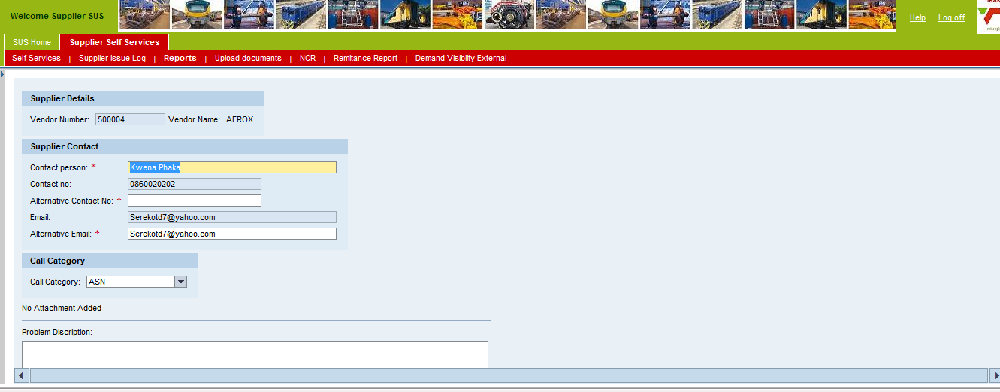 Welcome Supplier SUS
Help | Log off
SUS Home Supplier Self Services
Self Services | Supplier Issue Log | Reports | Upload documents | NCR | Remitance Report | Demand Visibilty External
Supplier Details
Vendor Number: 500004 Vendor Name: AFROX
Supplier Contact
Contact person: * Kwena Phaka
Contact no: 0860020202
Alternative Contact No: *
Email: Serekotd7@yahoo.com
Alternative Email: * Serekotd7@yahoo.com
Call Category
Call Category: ASN
No Attachment Added
Problem Discription: